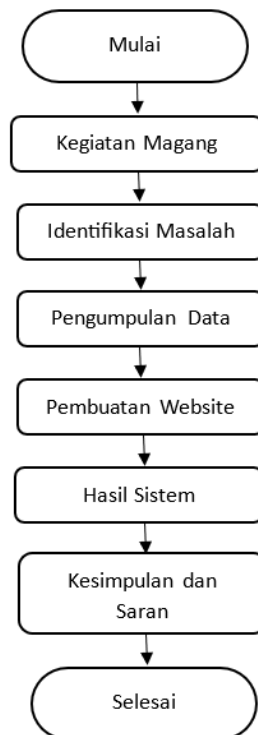 Mulai
Kegiatan Magang
Identifikasi Masalah
Pengumpulan Data
Pembuatan Website
Hasil Sistem
Kesimpulan dan
Saran
Selesai